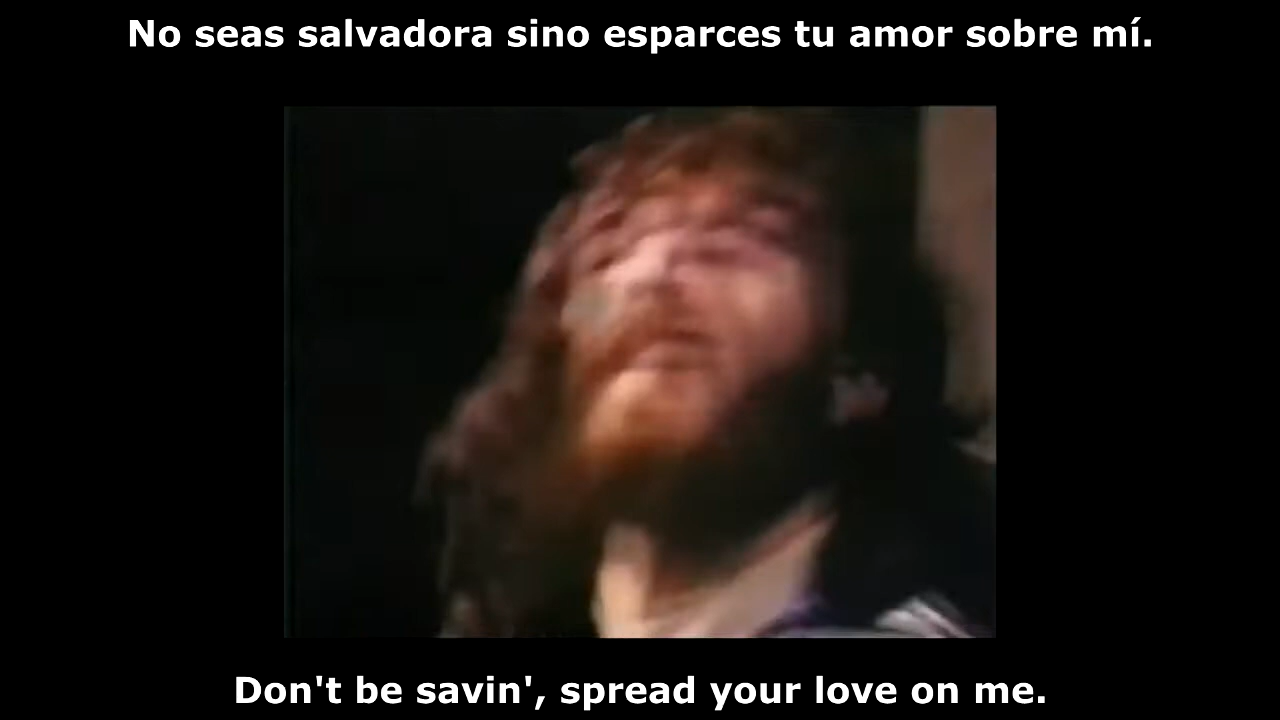 No seas salvadora sino esparces tu amor sobre mí.
Don't be savin', spread your love on me.